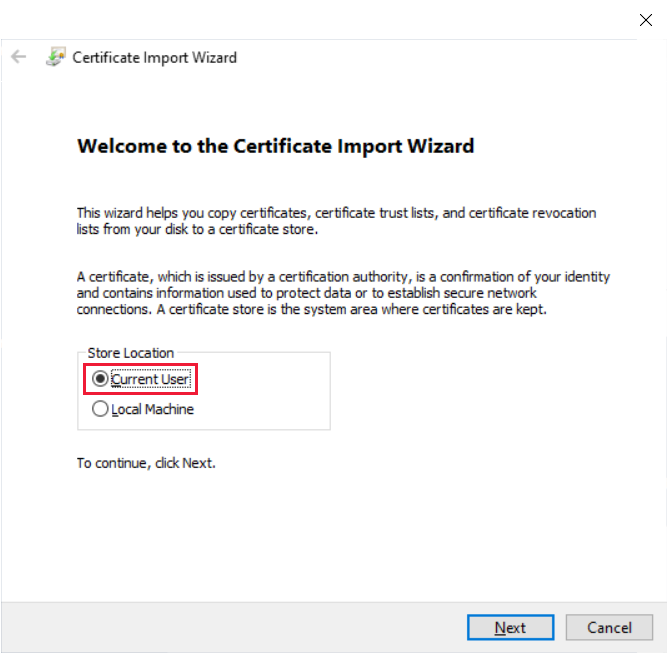 Certificate Import Wizard
Welcome to the Certificate Import Wizard
This wizard helps you copy certificates, certificate trust lists, and certificate revocation
lists from your disk to a certificate store.
A certificate, which is issued by a certification authority, is a confirmation of your identity
and contains information used to protect data or to establish secure network
connections. A certificate store is the system area where certificates are kept.
Store Location
Current User
Local Machine
To continue, click Next.
Next
Cancel